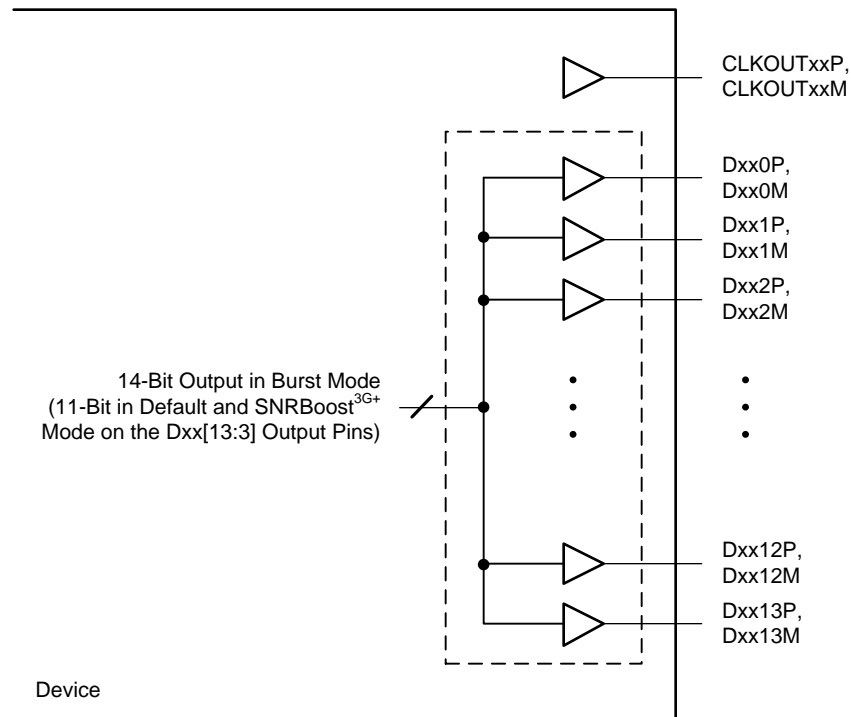 CLKOUTxxP,
CLKOUTxxM
Dxx0P,
Dxx0M
Dxx1P,
Dxx1M
Dxx2P,
Dxx2M
14-Bit Output in Burst Mode
(11-Bit in Default and SNRBoost3G+
Mode on the Dxx[13:3] Output Pins)
Dxx12P,
Dxx12M
Dxx13P,
Dxx13M
Device